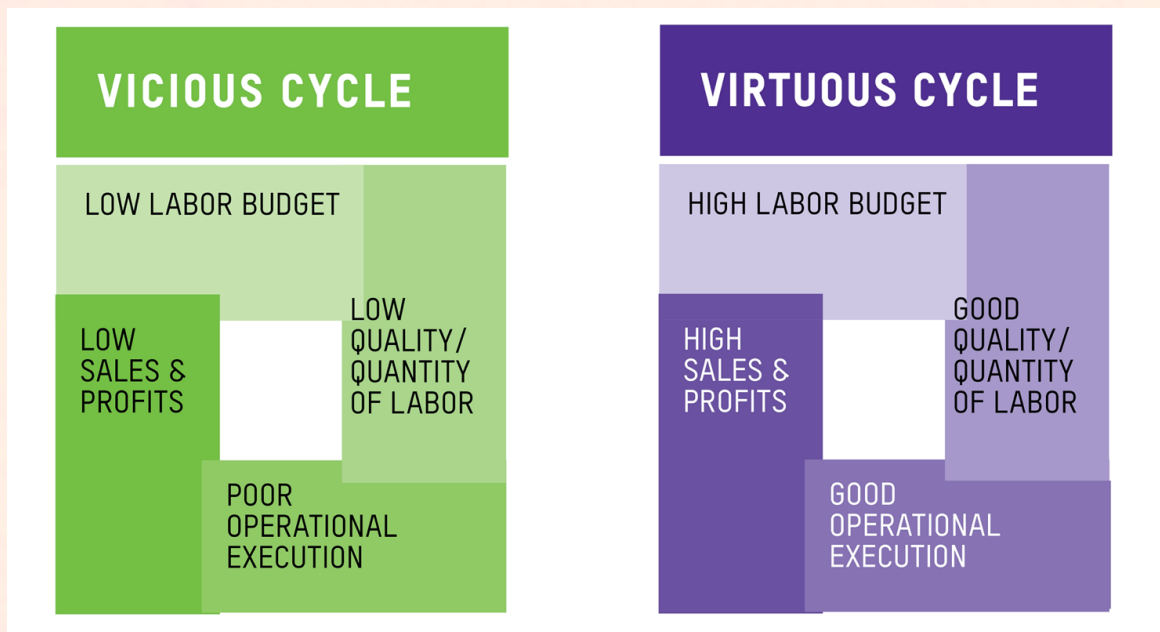 VICIOUS CYCLE
LOW LABOR BUDGET
LOW
QUALITY/
QUANTITY
OF LABOR
POOR
OPERATIONAL
EXECUTION
LOW
SALES &
PROFITS
VIRTUOUS CYCLE
HIGH LABOR BUDGET
GOOD
QUALITY/
QUANTITY
OF LABOR
GOOD
OPERATIONAL
EXECUTION
HIGH
SALES &
PROFITS